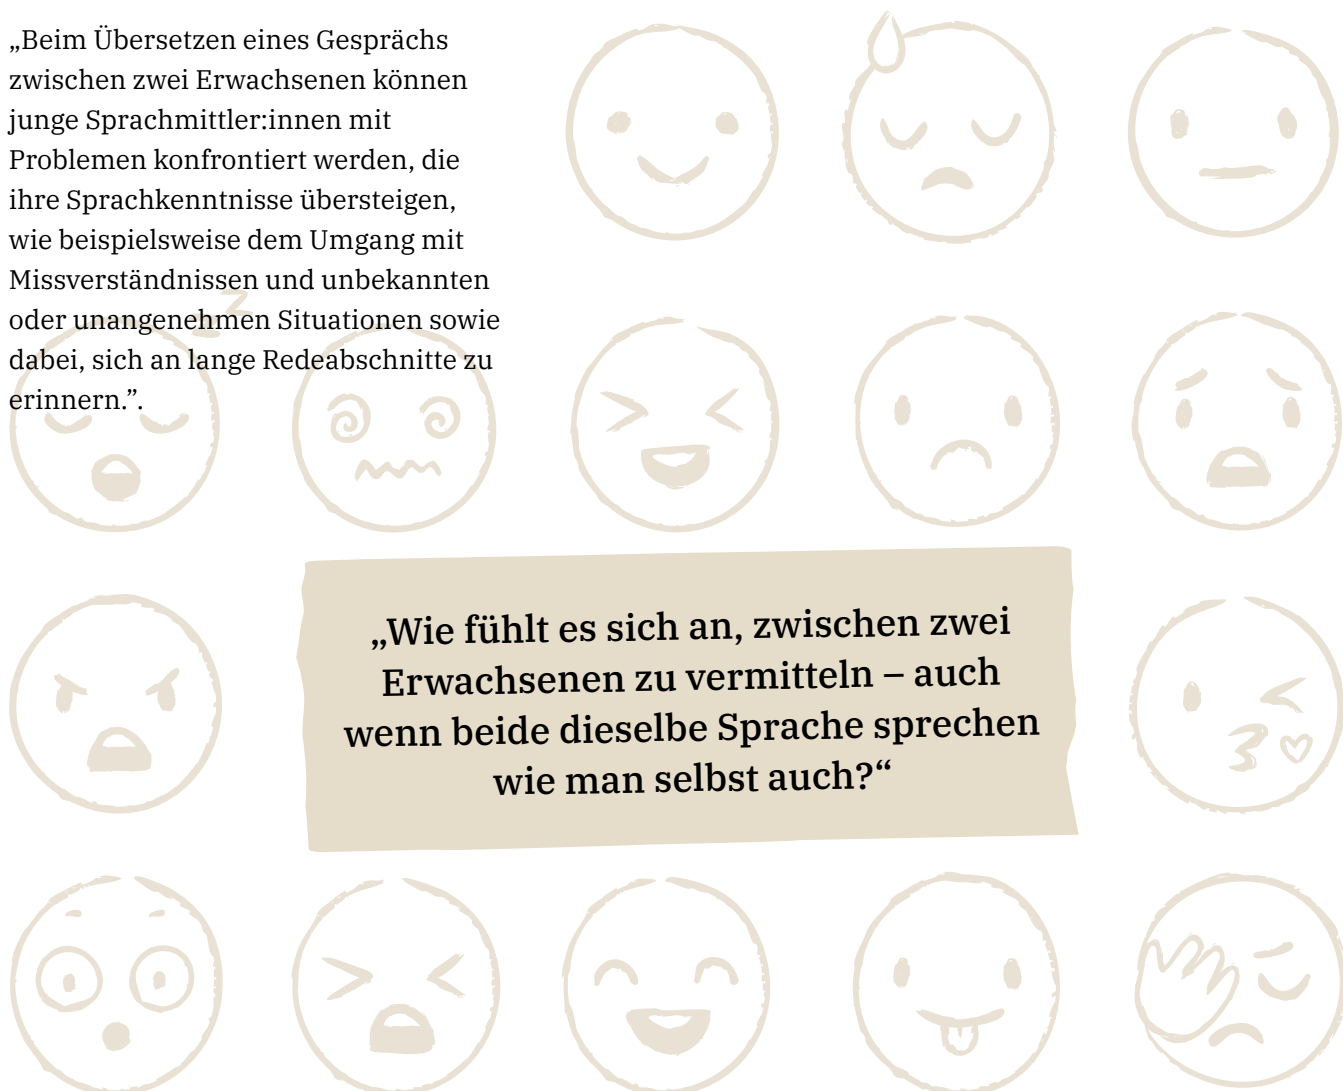 „Beim Übersetzen eines Gesprächs
zwischen zwei Erwachsenen können
junge Sprachmittler:innen mit
Problemen konfrontiert werden, die
ihre Sprachkenntnisse übersteigen,
wie beispielsweise dem Umgang mit
Missverständnissen und unbekannten
oder unangenehmen Situationen sowie
dabei, sich an lange Redeabschnitte zu
erinnern.”.
„Wie fühlt es sich an, zwischen zwei
Erwachsenen zu vermitteln – auch
wenn beide dieselbe Sprache sprechen
wie man selbst auch?“